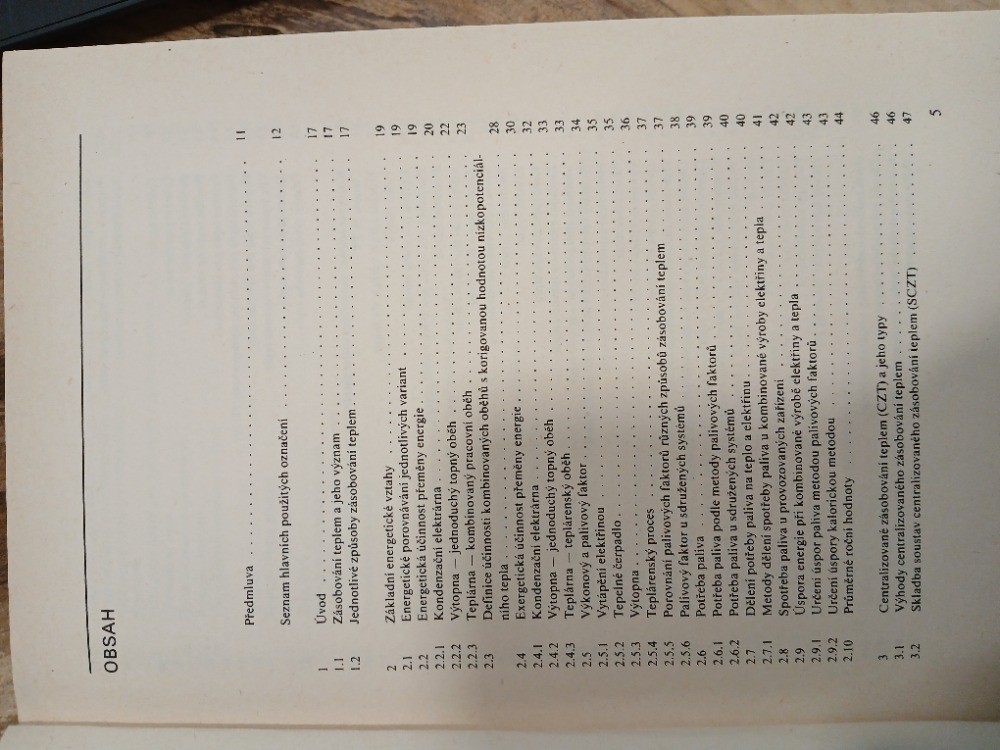 OBSAH
Předmluva . . . . . . . . . . . . . . . . . . . . 11
Seznam hlavních použitých označení . . . . . . . . . . . . . . . . . . . . 12
1 Úvod . . . . . . . . . . . . . . . . . . . . 17
1.1 Zásobování teplem a jeho význam . . . . . . . . . . . . . . . . . . . . 17
1.2 Jednotlivé způsoby zásobování teplem . . . . . . . . . . . . . . . . . . . . 17
2 Základní energetické vztahy . . . . . . . . . . . . . . . . . . . . 19
2.1 Energetické porovnávání jednotlivých variant . . . . . . . . . . . . . . . . . . . . 19
2.2 Energetická účinnost přeměny energie . . . . . . . . . . . . . . . . . . . . 19
2.2.1 Kondenzační elektrárna . . . . . . . . . . . . . . . . . . . . 20
2.2.2 Výtopna — jednoduchý topný oběh . . . . . . . . . . . . . . . . . . . . 22
2.2.3 Teplárna — kombinovaný pracovní oběh . . . . . . . . . . . . . . . . . . . . 23
2.3 Definice účinnosti kombinovaných oběhů s korigovanou hodnotou nízkopotenciál-
ního tepla . . . . . . . . . . . . . . . . . . . . 28
2.4 Exergetická účinnost přeměny energie . . . . . . . . . . . . . . . . . . . . 30
2.4.1 Kondenzační elektrárna . . . . . . . . . . . . . . . . . . . . 32
2.4.2 Výtopna — jednoduchý topný oběh . . . . . . . . . . . . . . . . . . . . 33
2.4.3 Teplárna — teplárenský oběh . . . . . . . . . . . . . . . . . . . . 33
2.5 Výkonový a palivový faktor . . . . . . . . . . . . . . . . . . . . 34
2.5.1 Vytápění elektřinou . . . . . . . . . . . . . . . . . . . . 35
2.5.2 Tepelné čerpadlo . . . . . . . . . . . . . . . . . . . . 35
2.5.3 Výtopna . . . . . . . . . . . . . . . . . . . . 36
2.5.4 Teplárenský proces . . . . . . . . . . . . . . . . . . . . 37
2.5.5 Porovnání palivových faktorů různých způsobů zásobování teplem . . . . . . . . . . 37
2.5.6 Palivový faktor u sdružených systémů . . . . . . . . . . . . . . . . . . . . 38
2.6 Potřeba paliva . . . . . . . . . . . . . . . . . . . . 39
2.6.1 Potřeba paliva podle metody palivových faktorů . . . . . . . . . . . . . . . . 39
2.6.2 Potřeba paliva u sdružených systémů . . . . . . . . . . . . . . . . . . . . 40
2.7 Dělení potřeby paliva na teplo a elektřinu . . . . . . . . . . . . . . . . . . . . 40
2.7.1 Metody dělení spotřeby paliva u kombinované výroby elektřiny a tepla . . . . . . . 41
2.8 Spotřeba paliva u provozovaných zařízení . . . . . . . . . . . . . . . . . . . . 42
2.9 Úspora energie při kombinované výrobě elektřiny a tepla . . . . . . . . . . . . . 42
2.9.1 Určení úspor paliva metodou palivových faktorů . . . . . . . . . . . . . . . . 43
2.9.2 Určení úspory kalorickou metodou . . . . . . . . . . . . . . . . . . . . 43
2.10 Průměrné roční hodnoty . . . . . . . . . . . . . . . . . . . . 44
3 Centralizované zásobování teplem (CZT) a jeho typy . . . . . . . . . . . . . . . 46
3.1 Výhody centralizovaného zásobování teplem . . . . . . . . . . . . . . . . . . . . 46
3.2 Skladba soustav centralizovaného zásobování teplem (SCZT) . . . . . . . . . . . . 47
5